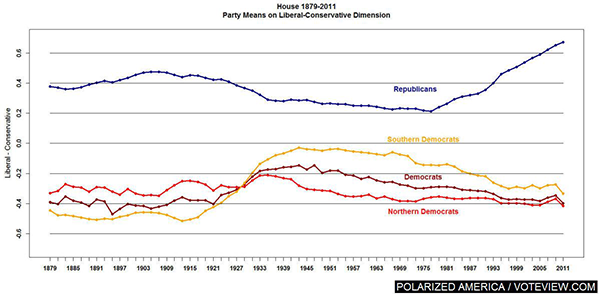 House 1879-2011
Party Means on Liberal-Conservative Dimension
Liberal - Conservative
0.6
0.4
0.2
0.0
-0.2
-0.4
-0.6
Republicans
Southern Democrats
Democrats
Northern Democrats
1879 1885 1891 1897 1903 1909 1915 1921 1927 1933 1939 1945 1951 1957 1963 1969 1975 1981 1987 1993 1999 2005 2011
POLARIZED AMERICA / VOTEVIEW.COM